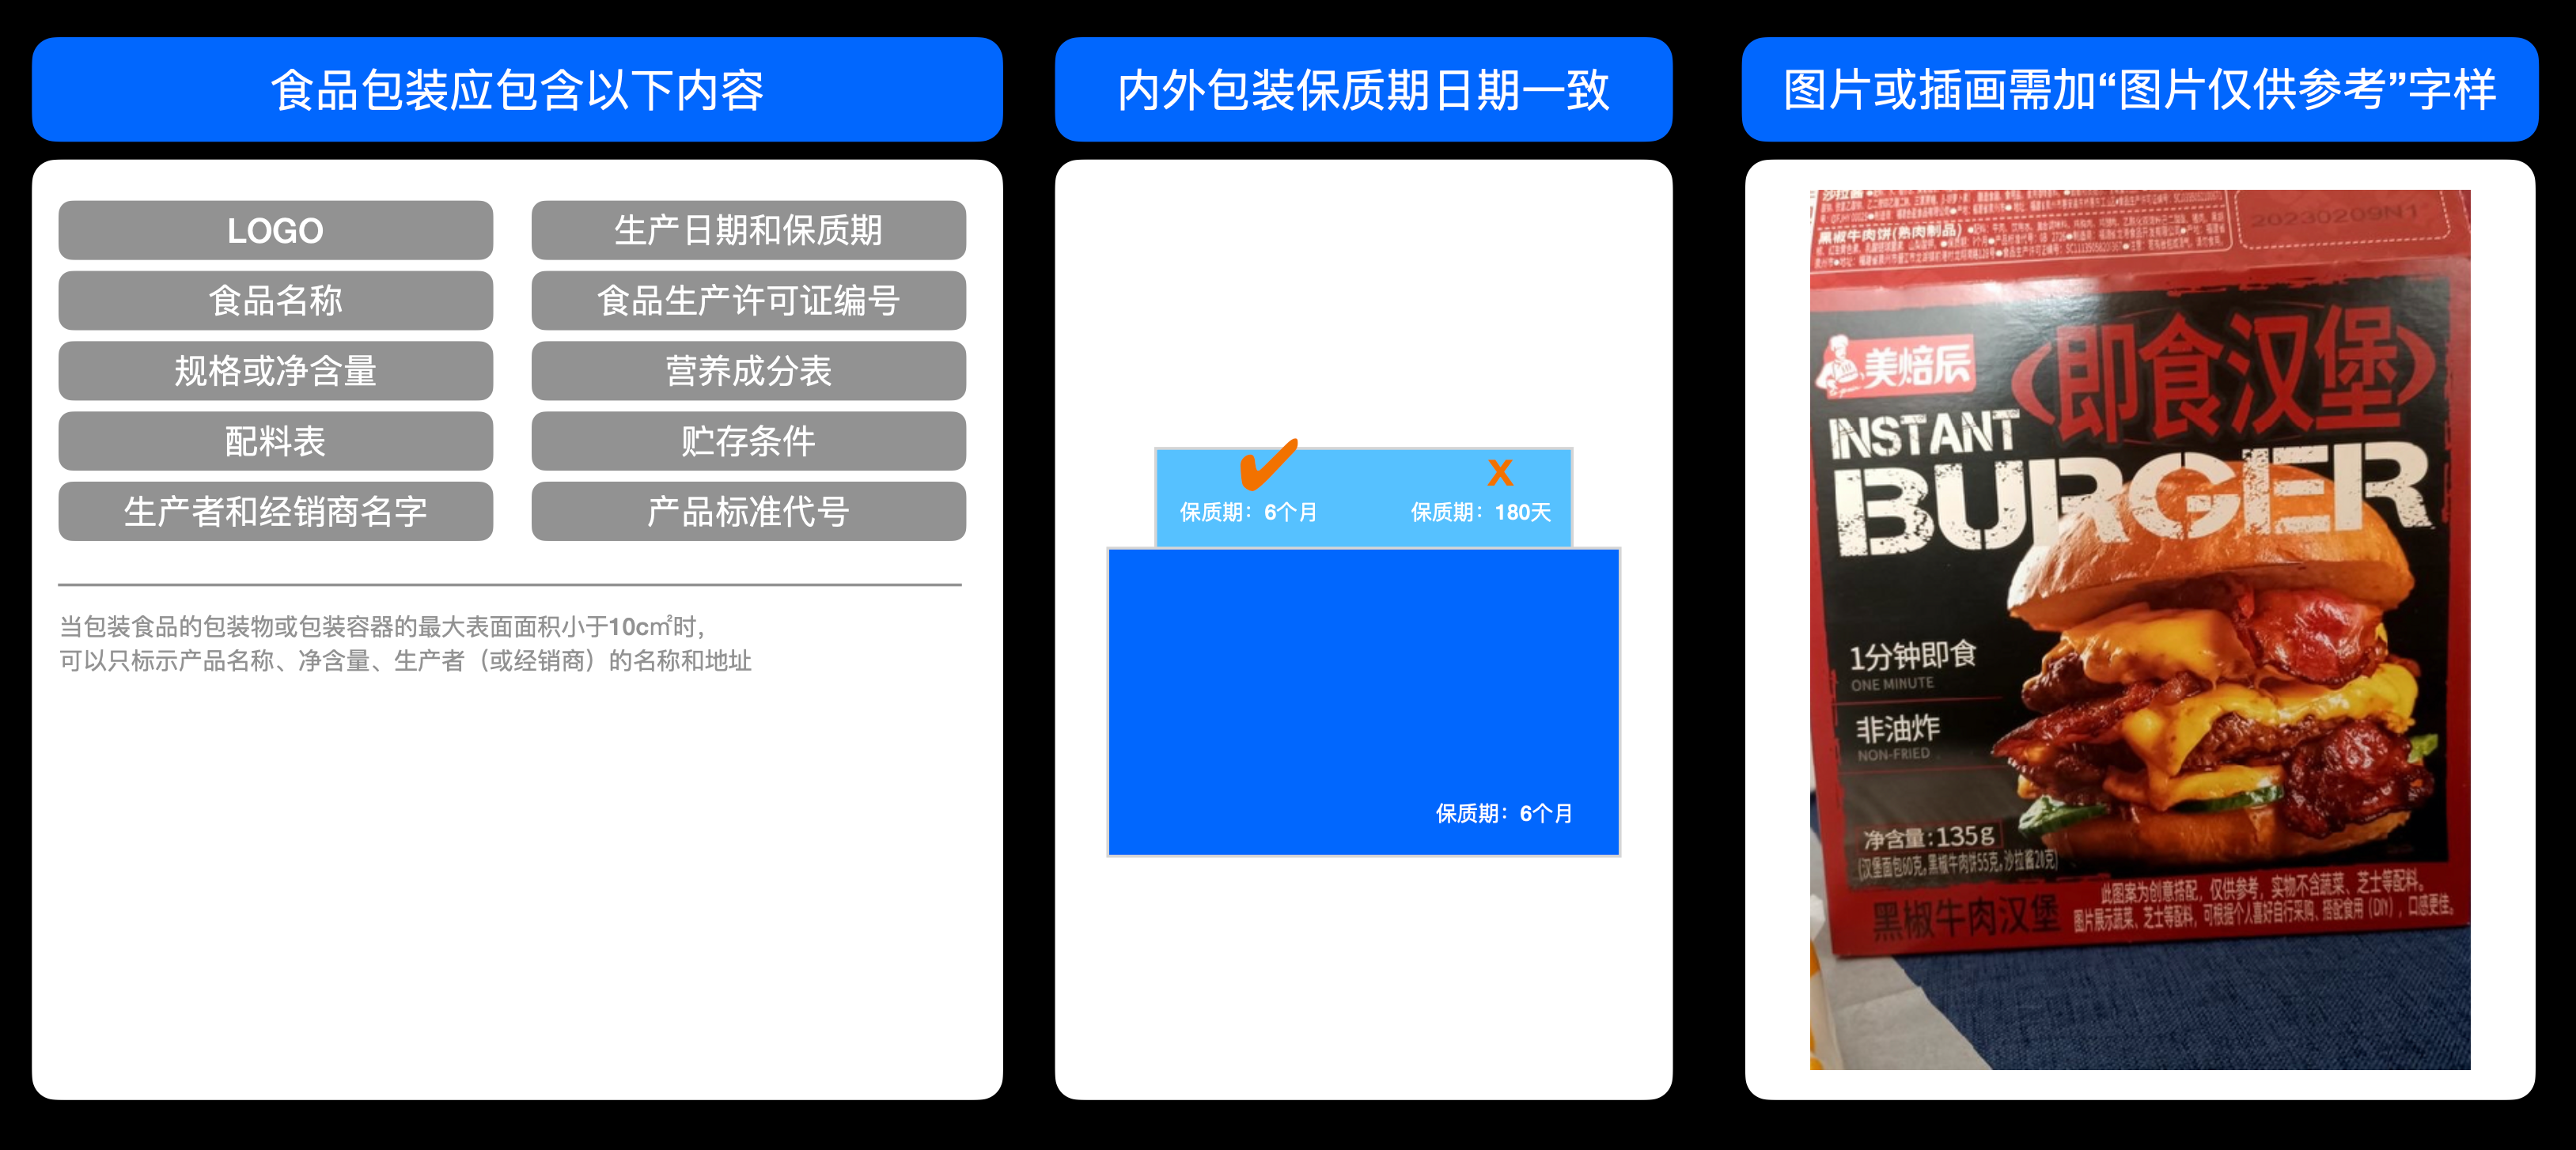 食品包装应包含以下内容
LOGO
生产日期和保质期
食品名称
食品生产许可证编号
规格或净含量
营养成分表
配料表
贮存条件
生产者和经销商名字
产品标准代号
当包装食品的包装物或包装容器的最大表面面积小于10c㎡时，
可以只标示产品名称、净含量、生产者（或经销商）的名称和地址
内外包装保质期日期一致
✔
x
保质期：6个月
保质期：180天
保质期：6个月
图片或插画需加“图片仅供参考”字样
20230209N1
黑椒牛肉饼(熟肉制品)
美焙辰
(即食汉堡)
INSTANT
BURGER
1分钟即食
ONE MINUTE
非油炸
NON-FRIED
净含量:135g
(汉堡面包60克,黑椒牛肉饼55克,沙拉酱20克)
黑椒牛肉汉堡
此图案为创意搭配，仅供参考，实物不含蔬菜、芝士等配料。
图片展示蔬菜、芝士等配料，可根据个人喜好自行采购、搭配食用（DIY），口感更佳。